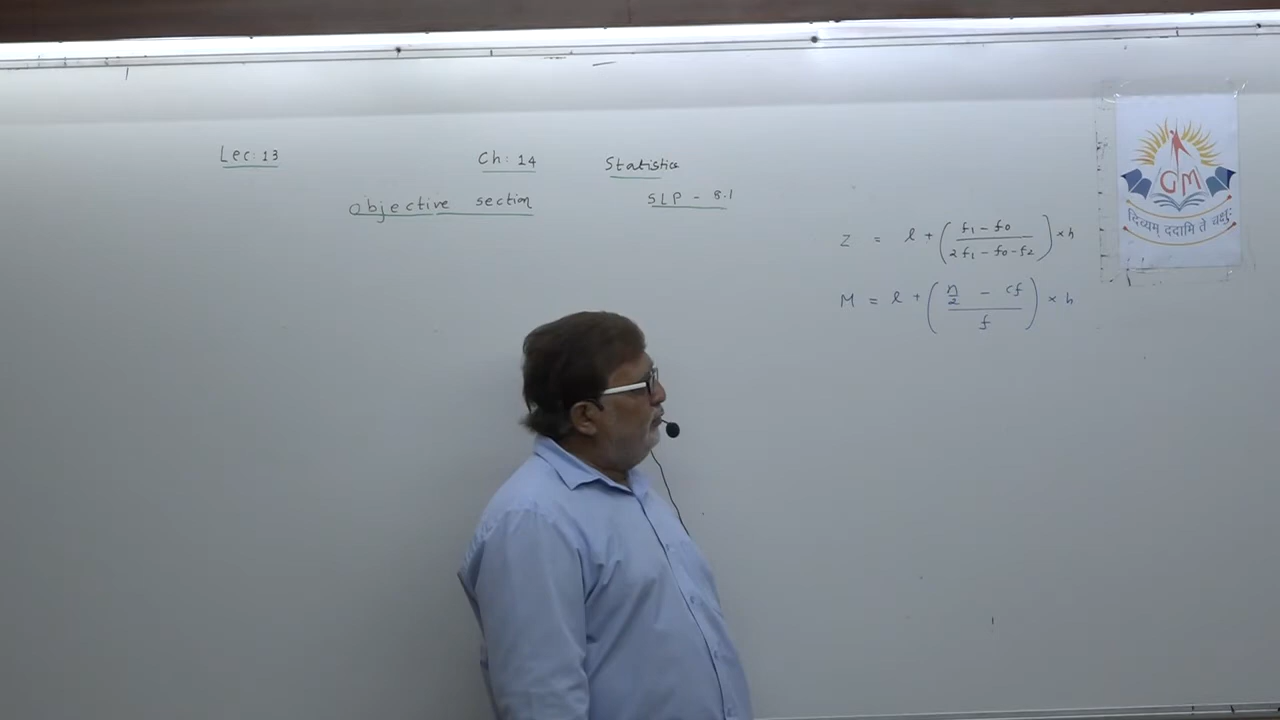 Lec: 13 Ch: 14 Statistics
Objective section SLP - 8.1
Z = l + ( f1 - f0 / 2f1 - f0 - f2 ) × h
M = l + ( n/2 - cf / f ) × h
GM
दिव्यम् ददामि ते चक्षुः